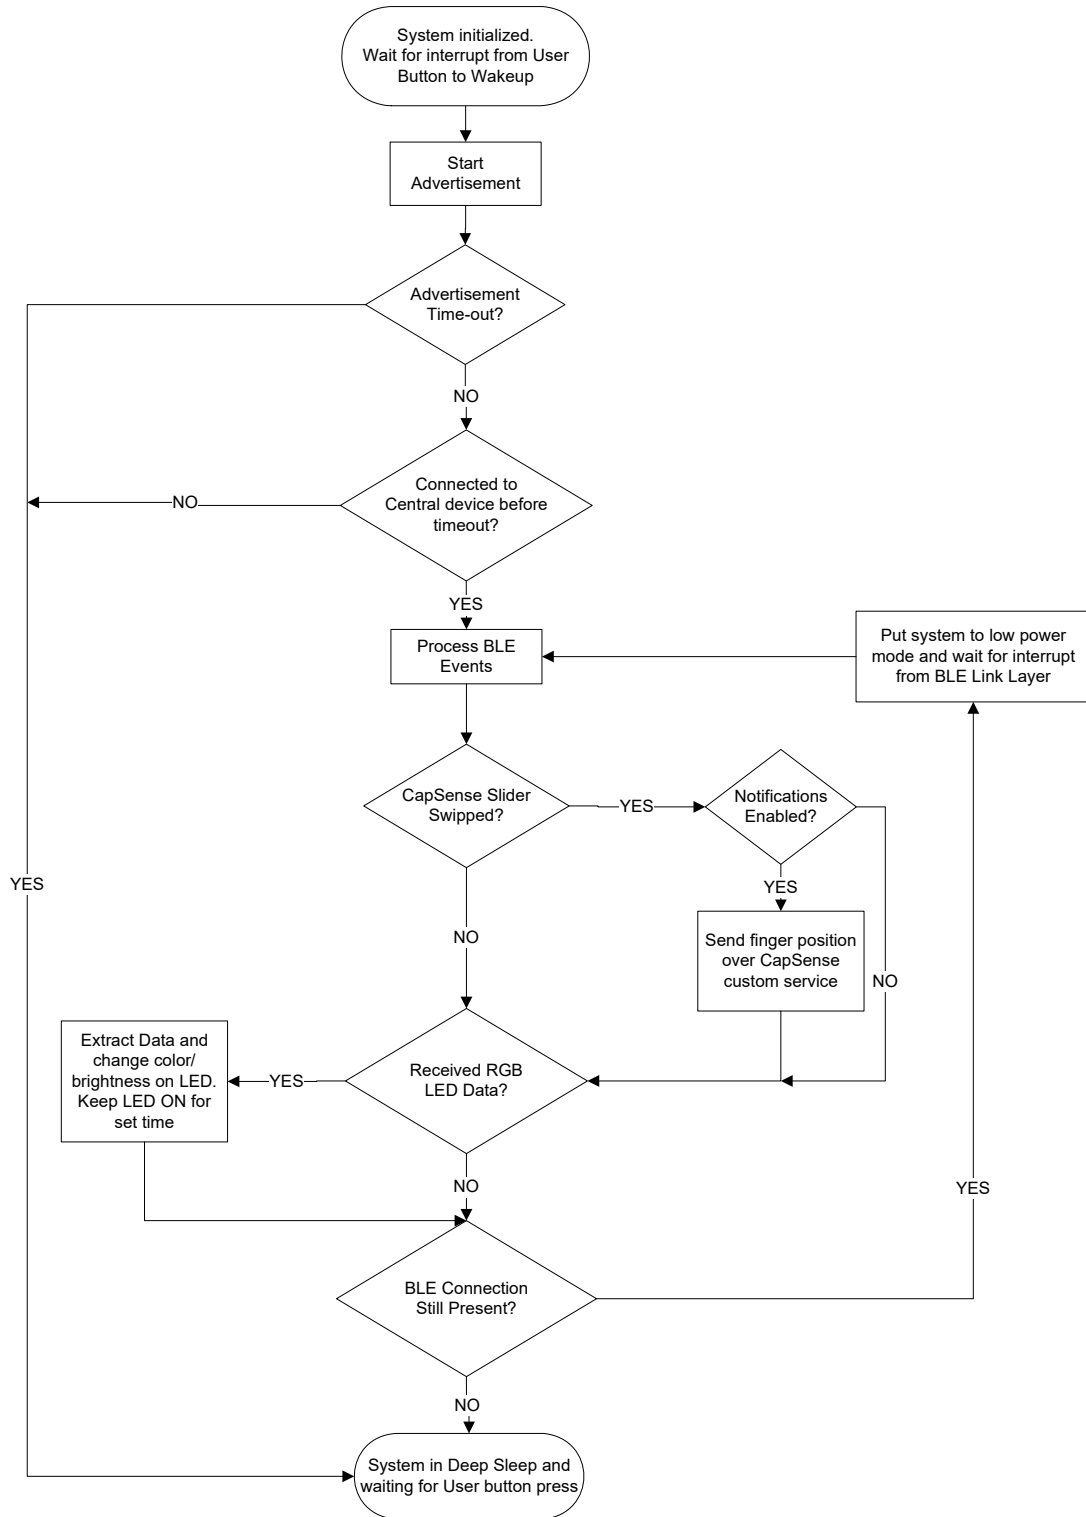 System initialized.
Wait for interrupt from User
Button to Wakeup
Start
Advertisement
Advertisement
Time-out?
NO
Connected to
Central device before
timeout?
NO
YES
Process BLE
Events
Put system to low power
mode and wait for interrupt
from BLE Link Layer
CapSense Slider
Swipped?
YES
Notifications
Enabled?
YES
YES
NO
Send finger position
over CapSense
custom service
NO
Extract Data and
change color/
brightness on LED.
Keep LED ON for
set time
YES
Received RGB
LED Data?
NO
YES
BLE Connection
Still Present?
NO
System in Deep Sleep and
waiting for User button press